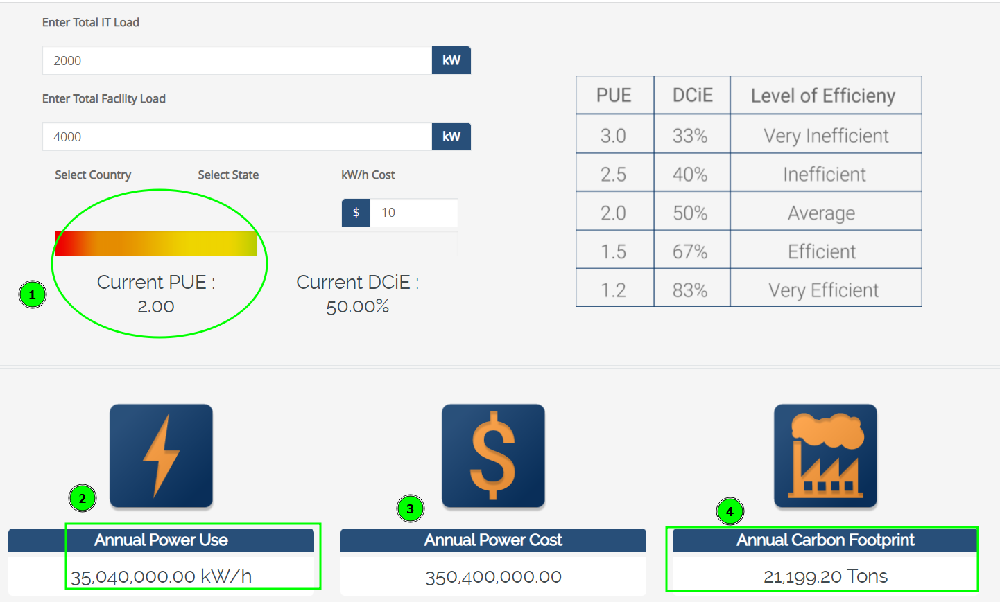 Enter Total IT Load
2000 kW
Enter Total Facility Load
4000 kW
Select Country Select State kW/h Cost
$ 10
Current PUE : Current DCiE :
2.00 50.00%
1
PUE DCiE Level of Efficieny
3.0 33% Very Inefficient
2.5 40% Inefficient
2.0 50% Average
1.5 67% Efficient
1.2 83% Very Efficient
$
2 3 4
Annual Power Use Annual Power Cost Annual Carbon Footprint
35,040,000.00 kW/h 350,400,000.00 21,199.20 Tons